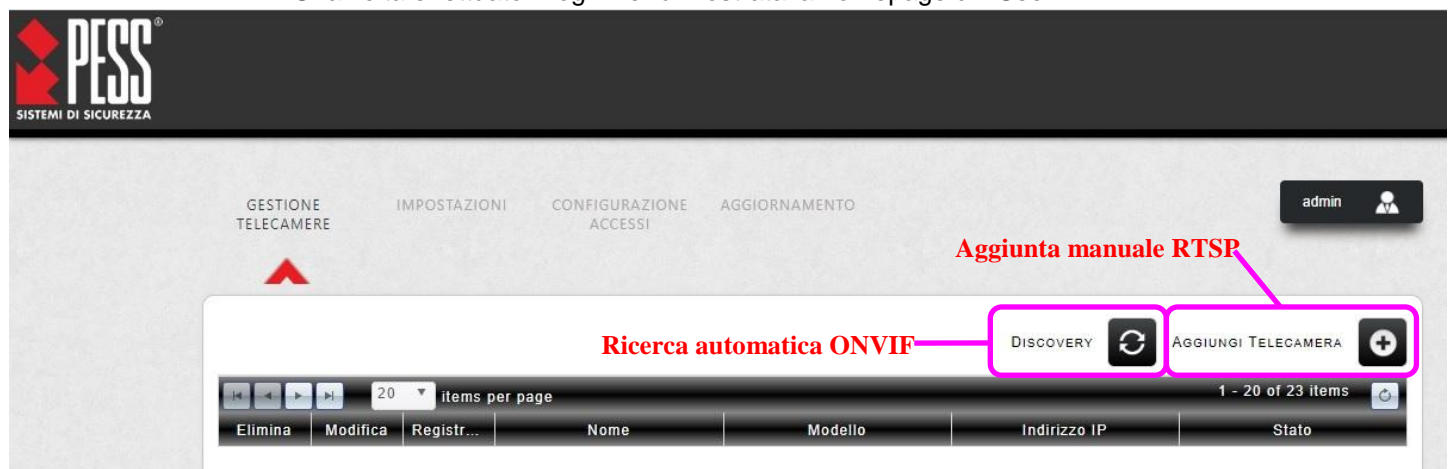 PESS®
SISTEMI DI SICUREZZA
GESTIONE TELECAMERE
IMPOSTAZIONI
CONFIGURAZIONE ACCESSI
AGGIORNAMENTO
admin
Aggiunta manuale RTSP
Ricerca automatica ONVIF
DISCOVERY
AGGIUNGI TELECAMERA
20 items per page
1 - 20 of 23 items
Elimina Modifica Registr... Nome Modello Indirizzo IP Stato